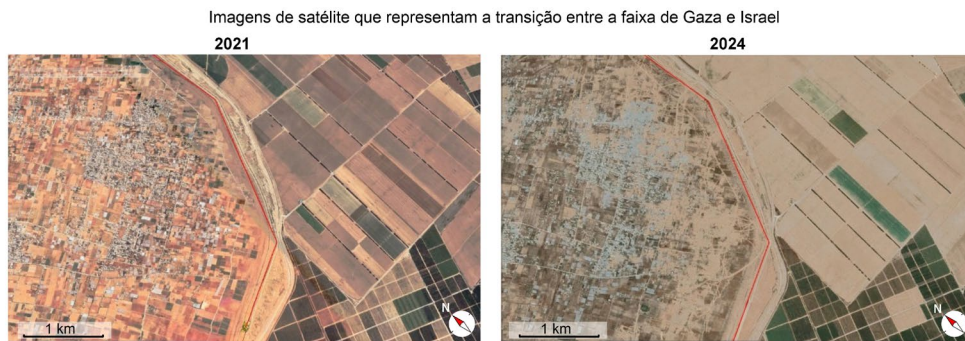 Imagens de satélite que representam a transição entre a faixa de Gaza e Israel
2021
2024
N
1 km
N
1 km